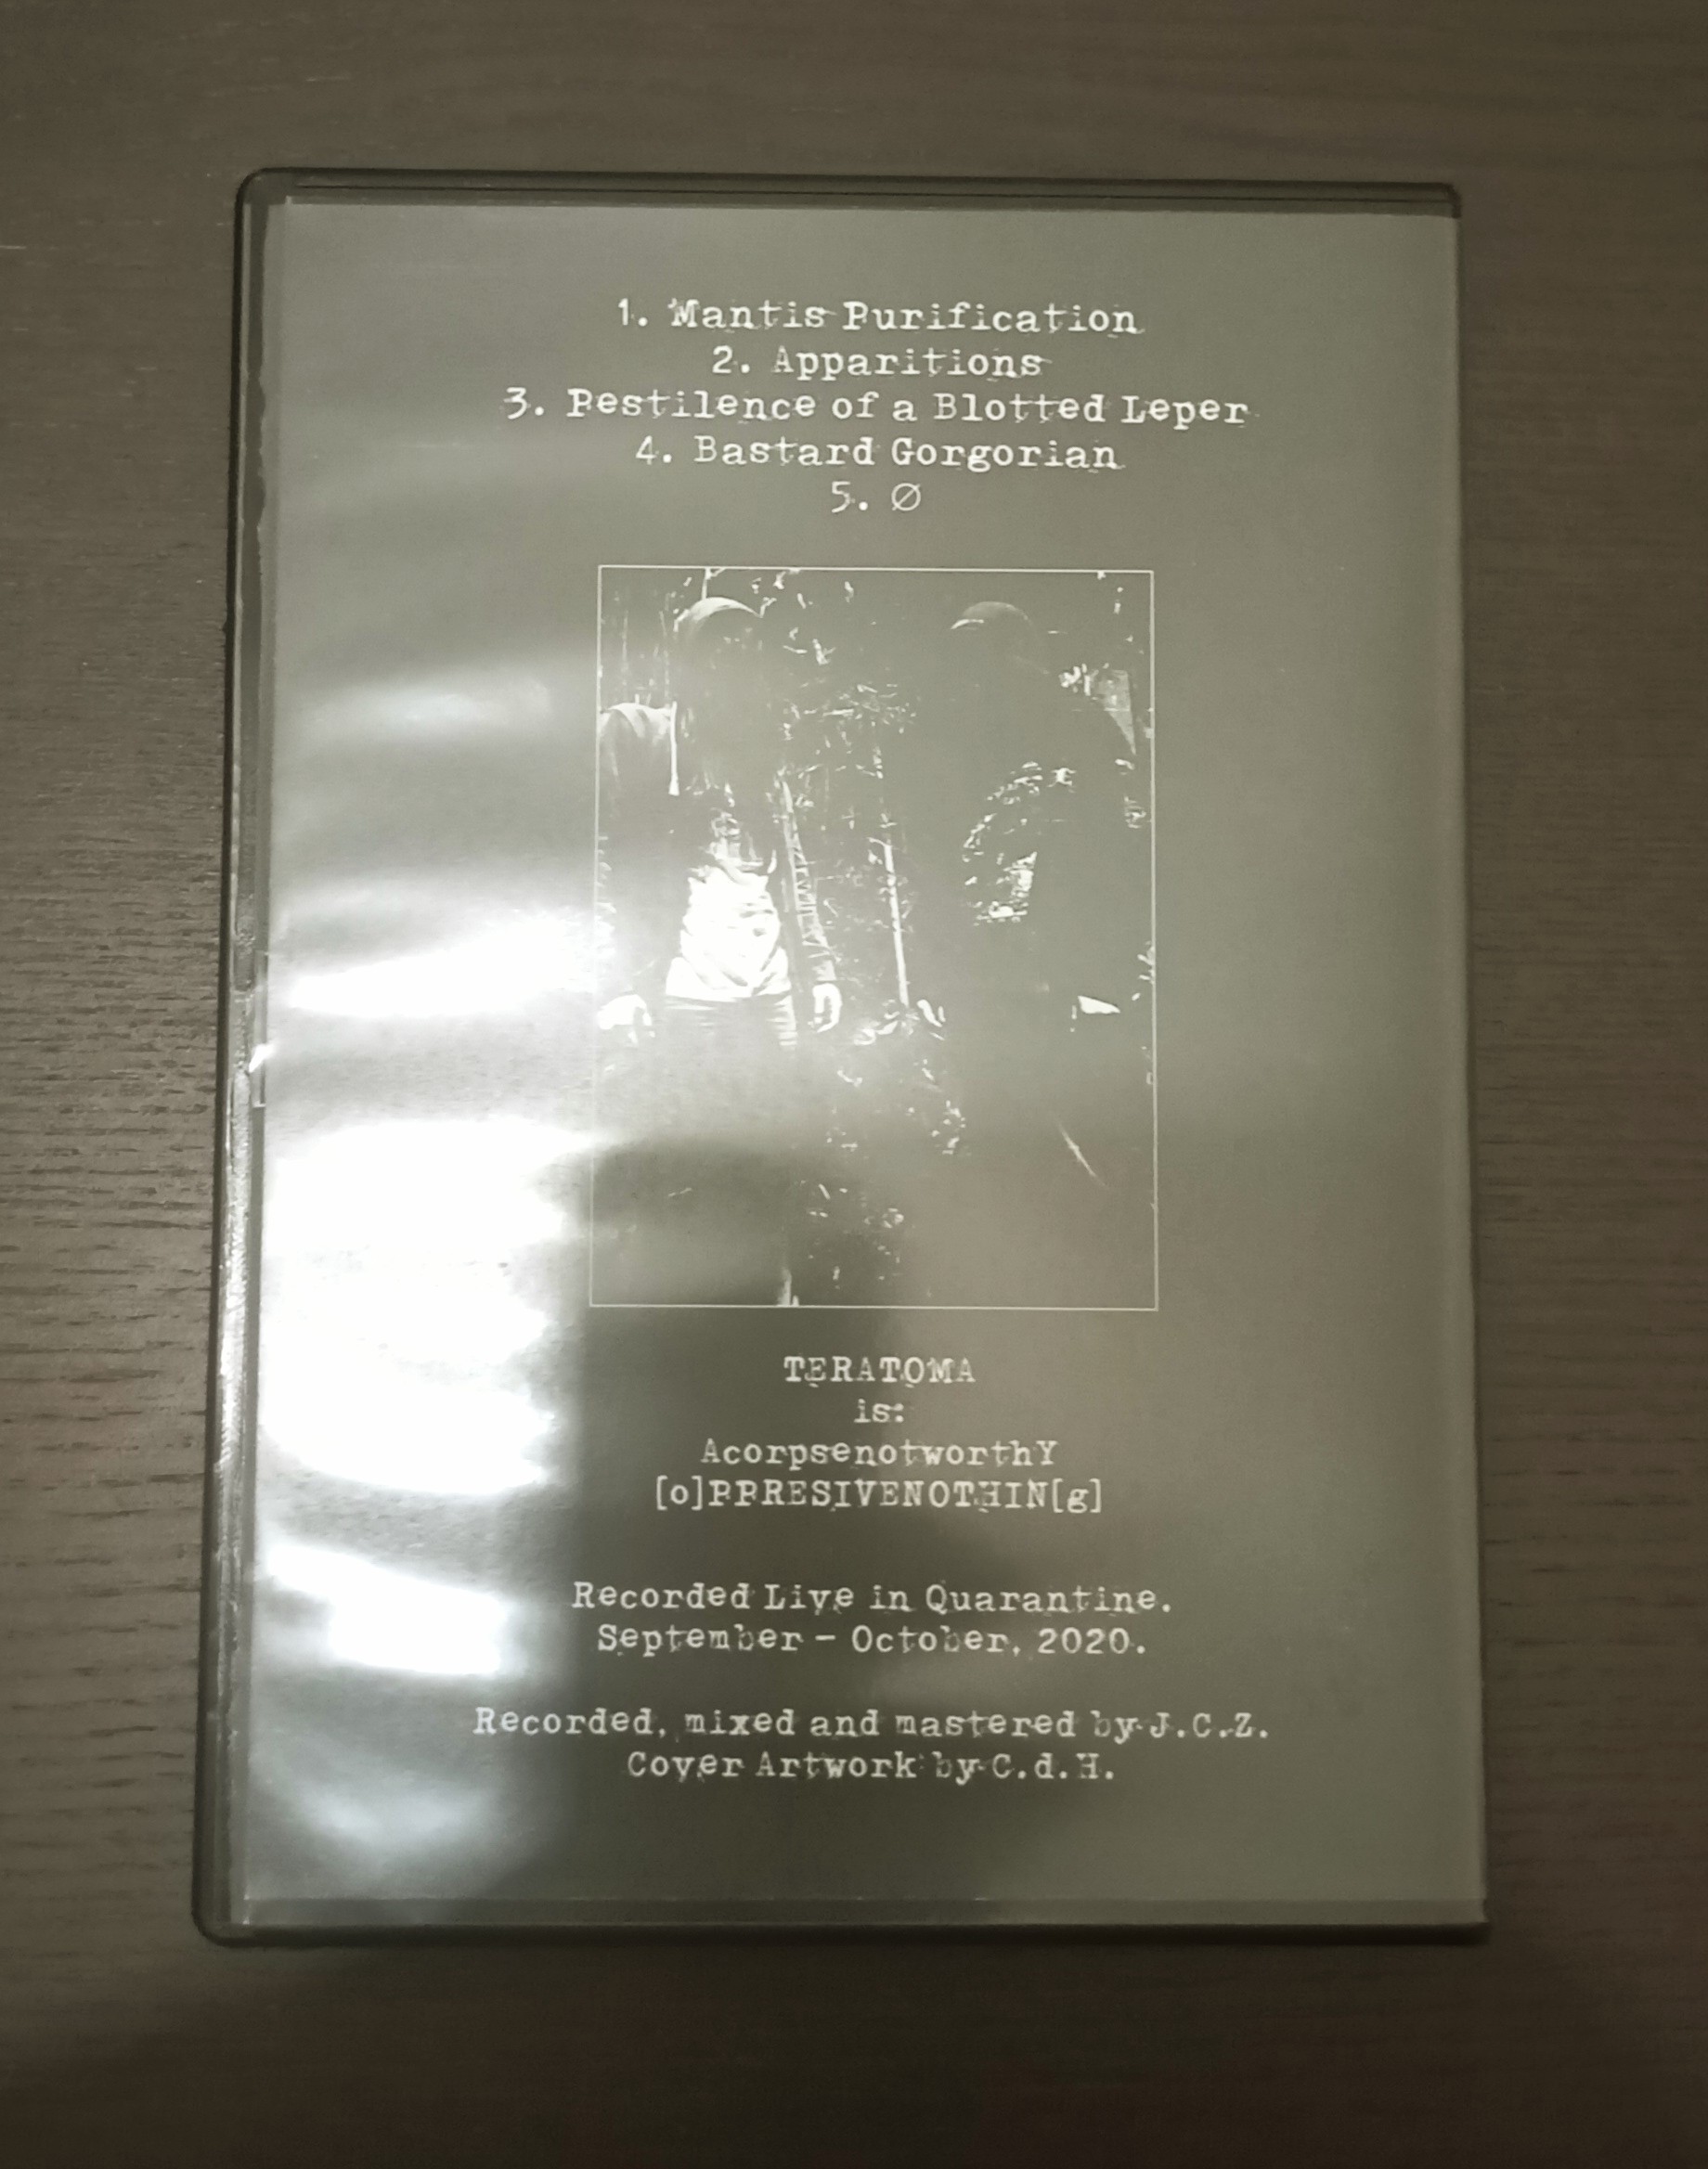 1. Mantis Purification
2. Apparitions
3. Pestilence of a Blotted Leper
4. Bastard Gorgorian
5. Ø
TERATOMA
is:
AcorpsenotworthY
[o]PPRESIVENOTHIN[g]
Recorded Live in Quarantine.
September - October, 2020.
Recorded, mixed and mastered by J.C.Z.
Cover Artwork by C.d.H.